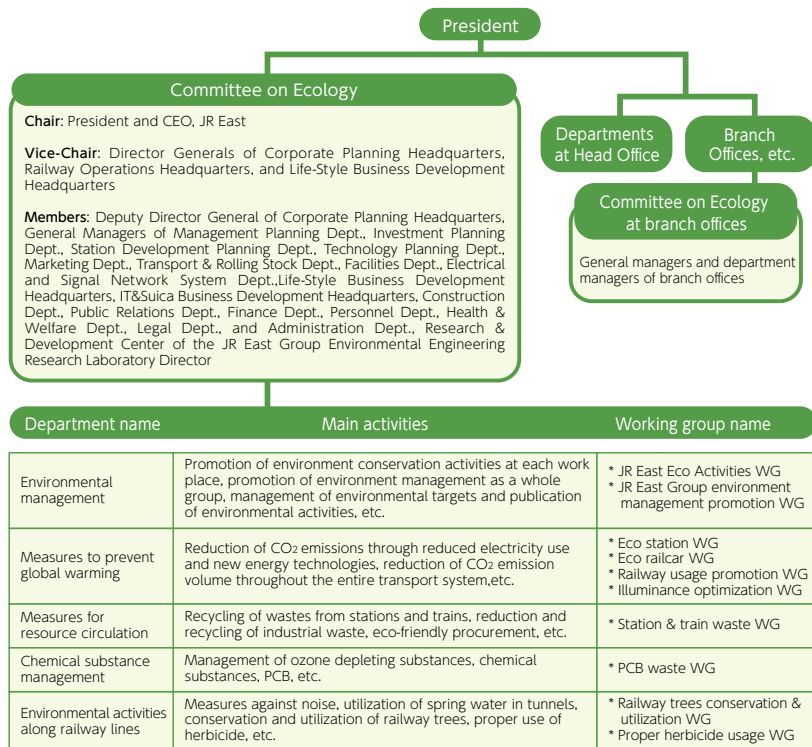 President
Committee on Ecology
Chair: President and CEO, JR East
Vice-Chair: Director Generals of Corporate Planning Headquarters,
Railway Operations Headquarters, and Life-Style Business Development
Headquarters
Members: Deputy Director General of Corporate Planning Headquarters,
General Managers of Management Planning Dept., Investment Planning
Dept., Station Development Planning Dept., Technology Planning Dept.,
Marketing Dept., Transport & Rolling Stock Dept., Facilities Dept., Electrical
and Signal Network System Dept.,Life-Style Business Development
Headquarters, IT&Suica Business Development Headquarters, Construction
Dept., Public Relations Dept., Finance Dept., Personnel Dept., Health &
Welfare Dept., Legal Dept., and Administration Dept., Research &
Development Center of the JR East Group Environmental Engineering
Research Laboratory Director
Departments
at Head Office
Branch
Offices, etc.
Committee on Ecology
at branch offices
General managers and department
managers of branch offices
Department name
Main activities
Working group name
Environmental
management
Promotion of environment conservation activities at each work
place, promotion of environment management as a whole
group, management of environmental targets and publication
of environmental activities, etc.
* JR East Eco Activities WG
* JR East Group environment
management promotion WG
Measures to prevent
global warming
Reduction of CO2 emissions through reduced electricity use
and new energy technologies, reduction of CO2 emission
volume throughout the entire transport system,etc.
* Eco station WG
* Eco railcar WG
* Railway usage promotion WG
* Illuminance optimization WG
Measures for
resource circulation
Recycling of wastes from stations and trains, reduction and
recycling of industrial waste, eco-friendly procurement, etc.
* Station & train waste WG
Chemical substance
management
Management of ozone depleting substances, chemical
substances, PCB, etc.
* PCB waste WG
Environmental activities
along railway lines
Measures against noise, utilization of spring water in tunnels,
conservation and utilization of railway trees, proper use of
herbicide, etc.
* Railway trees conservation &
utilization WG
* Proper herbicide usage WG